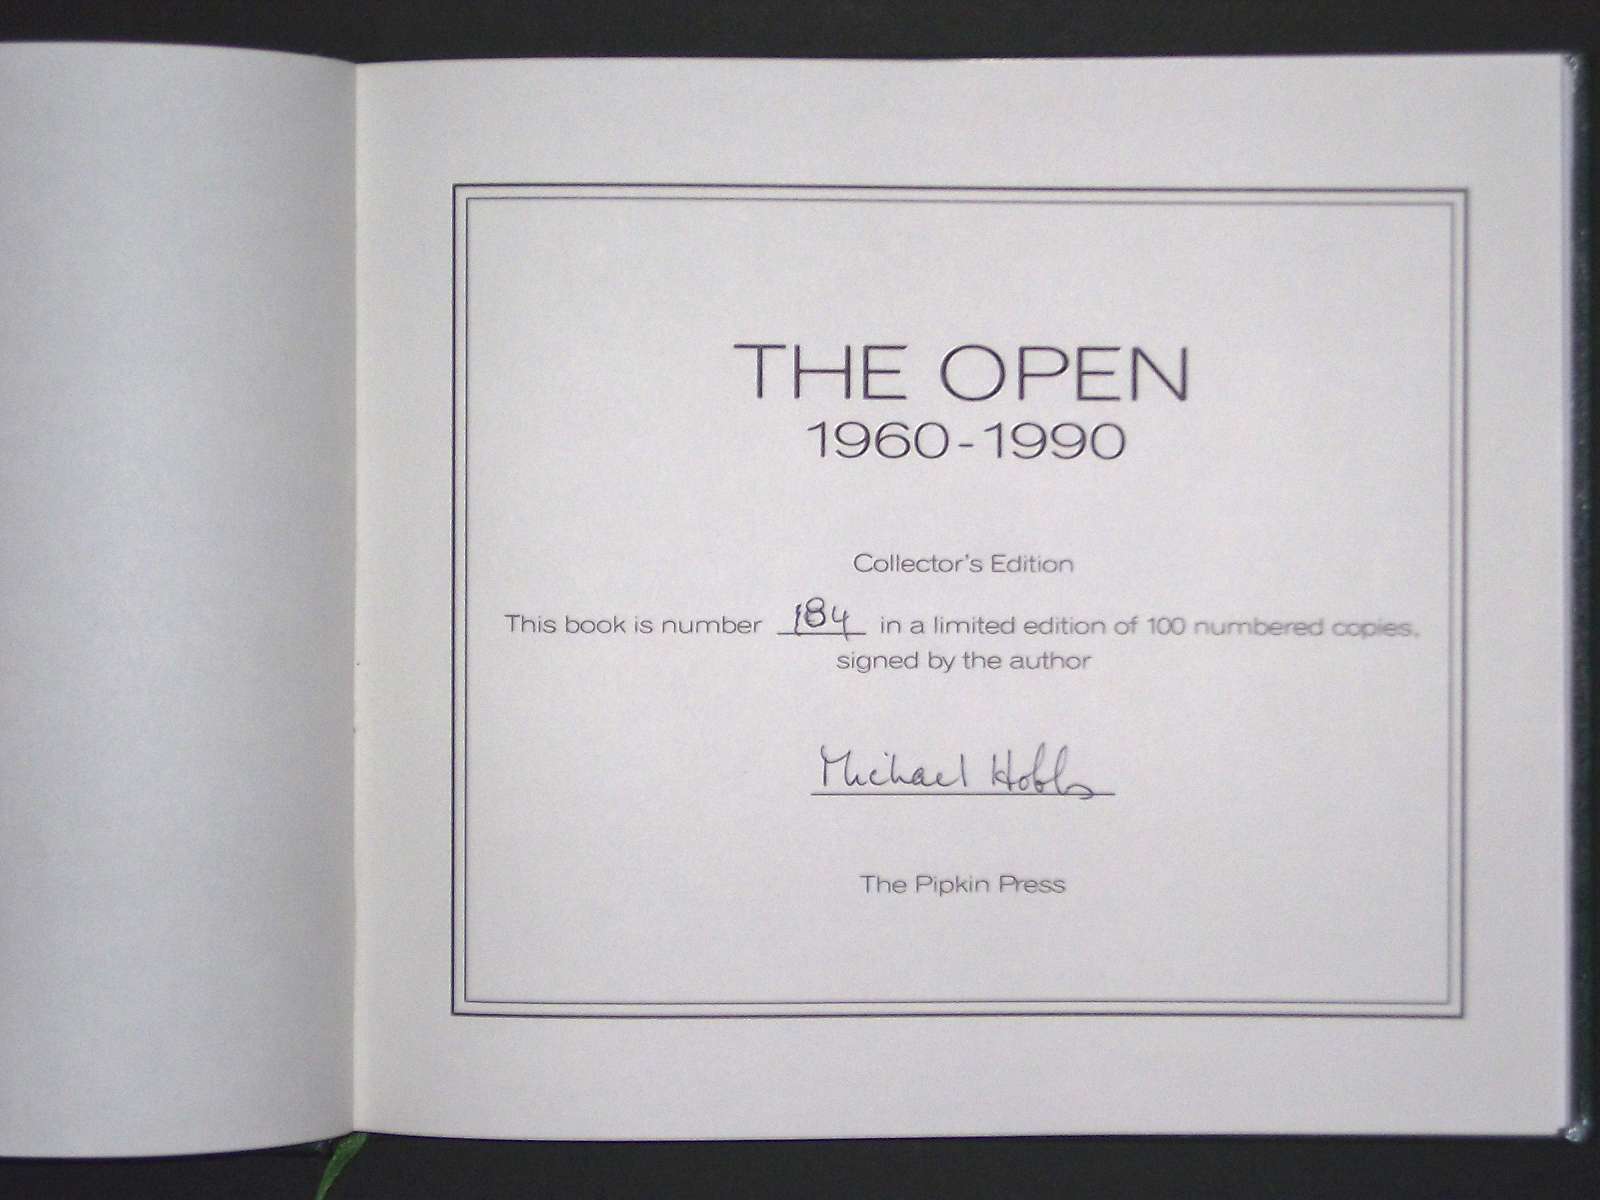 THE OPEN
1960-1990
Collector's Edition
This book is number 184 in a limited edition of 100 numbered copies,
signed by the author
Michael Hobbs
The Pipkin Press